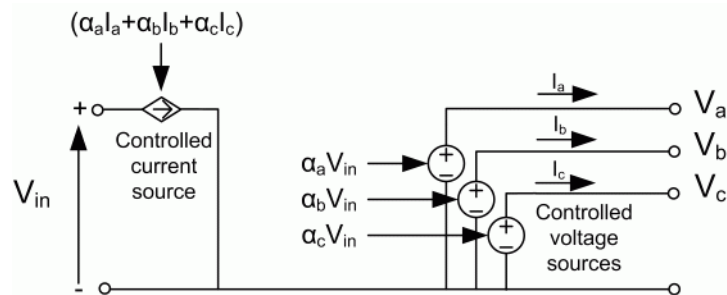 (αaIa+αbIb+αcIc)
+
Controlled
current
source
Vin
-
Ia
Va
Ib
Vb
Ic
Vc
αaVin
αbVin
αcVin
+
−
+
−
+
−
Controlled
voltage
sources